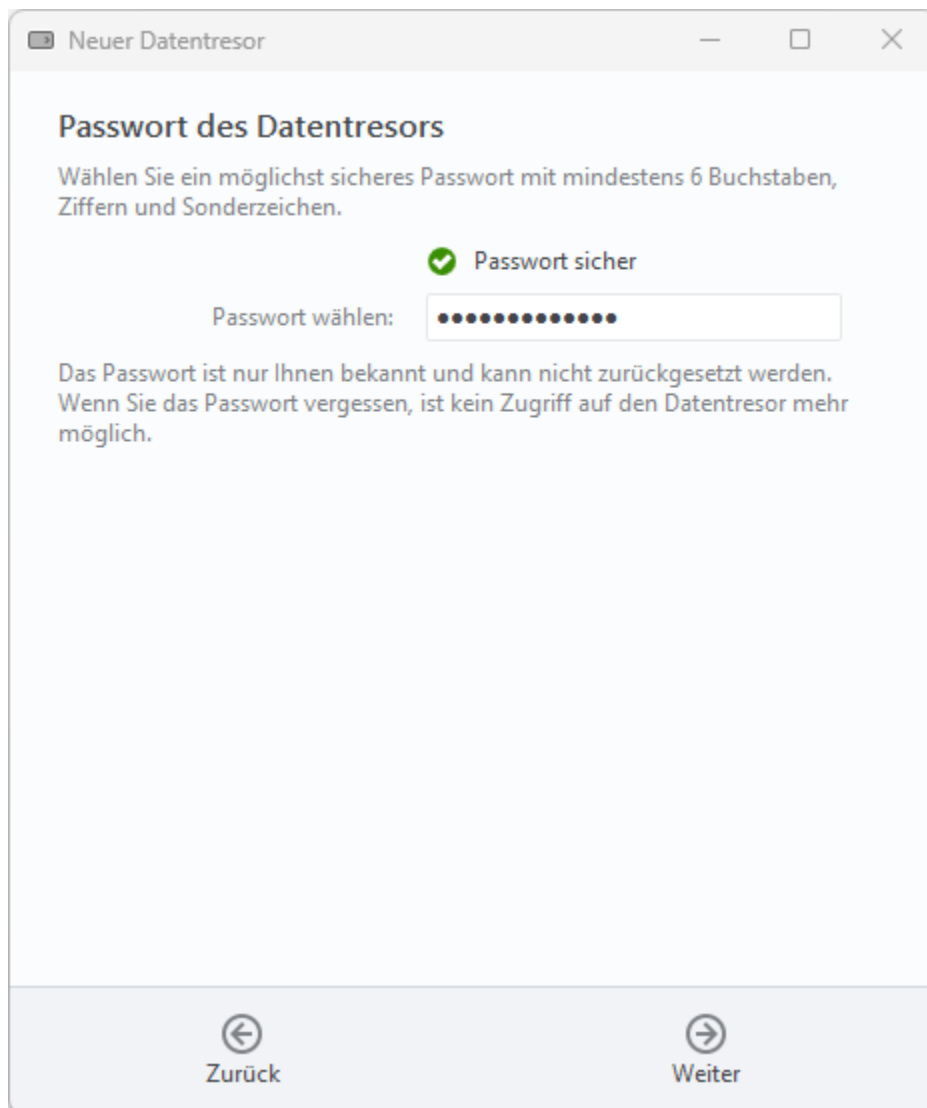 Neuer Datentresor
Passwort des Datentresors
Wählen Sie ein möglichst sicheres Passwort mit mindestens 6 Buchstaben,
Ziffern und Sonderzeichen.
Passwort sicher
Passwort wählen: •••••••••••••
Das Passwort ist nur Ihnen bekannt und kann nicht zurückgesetzt werden.
Wenn Sie das Passwort vergessen, ist kein Zugriff auf den Datentresor mehr
möglich.
Zurück
Weiter